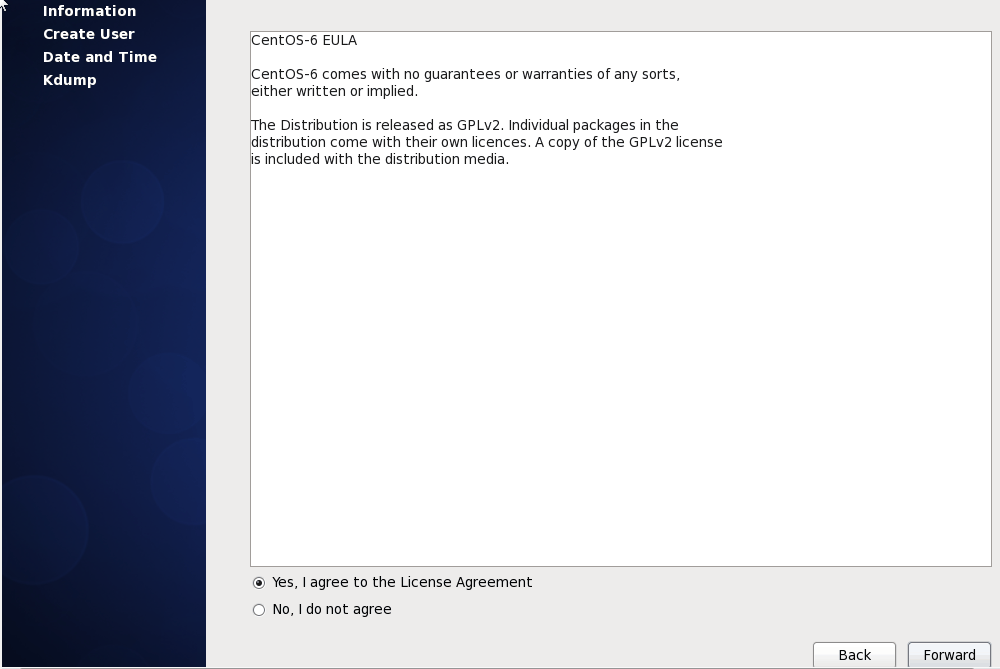 Information
Create User
Date and Time
Kdump
CentOS-6 EULA
CentOS-6 comes with no guarantees or warranties of any sorts,
either written or implied.
The Distribution is released as GPLv2. Individual packages in the
distribution come with their own licences. A copy of the GPLv2 license
is included with the distribution media.
Yes, I agree to the License Agreement
No, I do not agree
Back
Forward